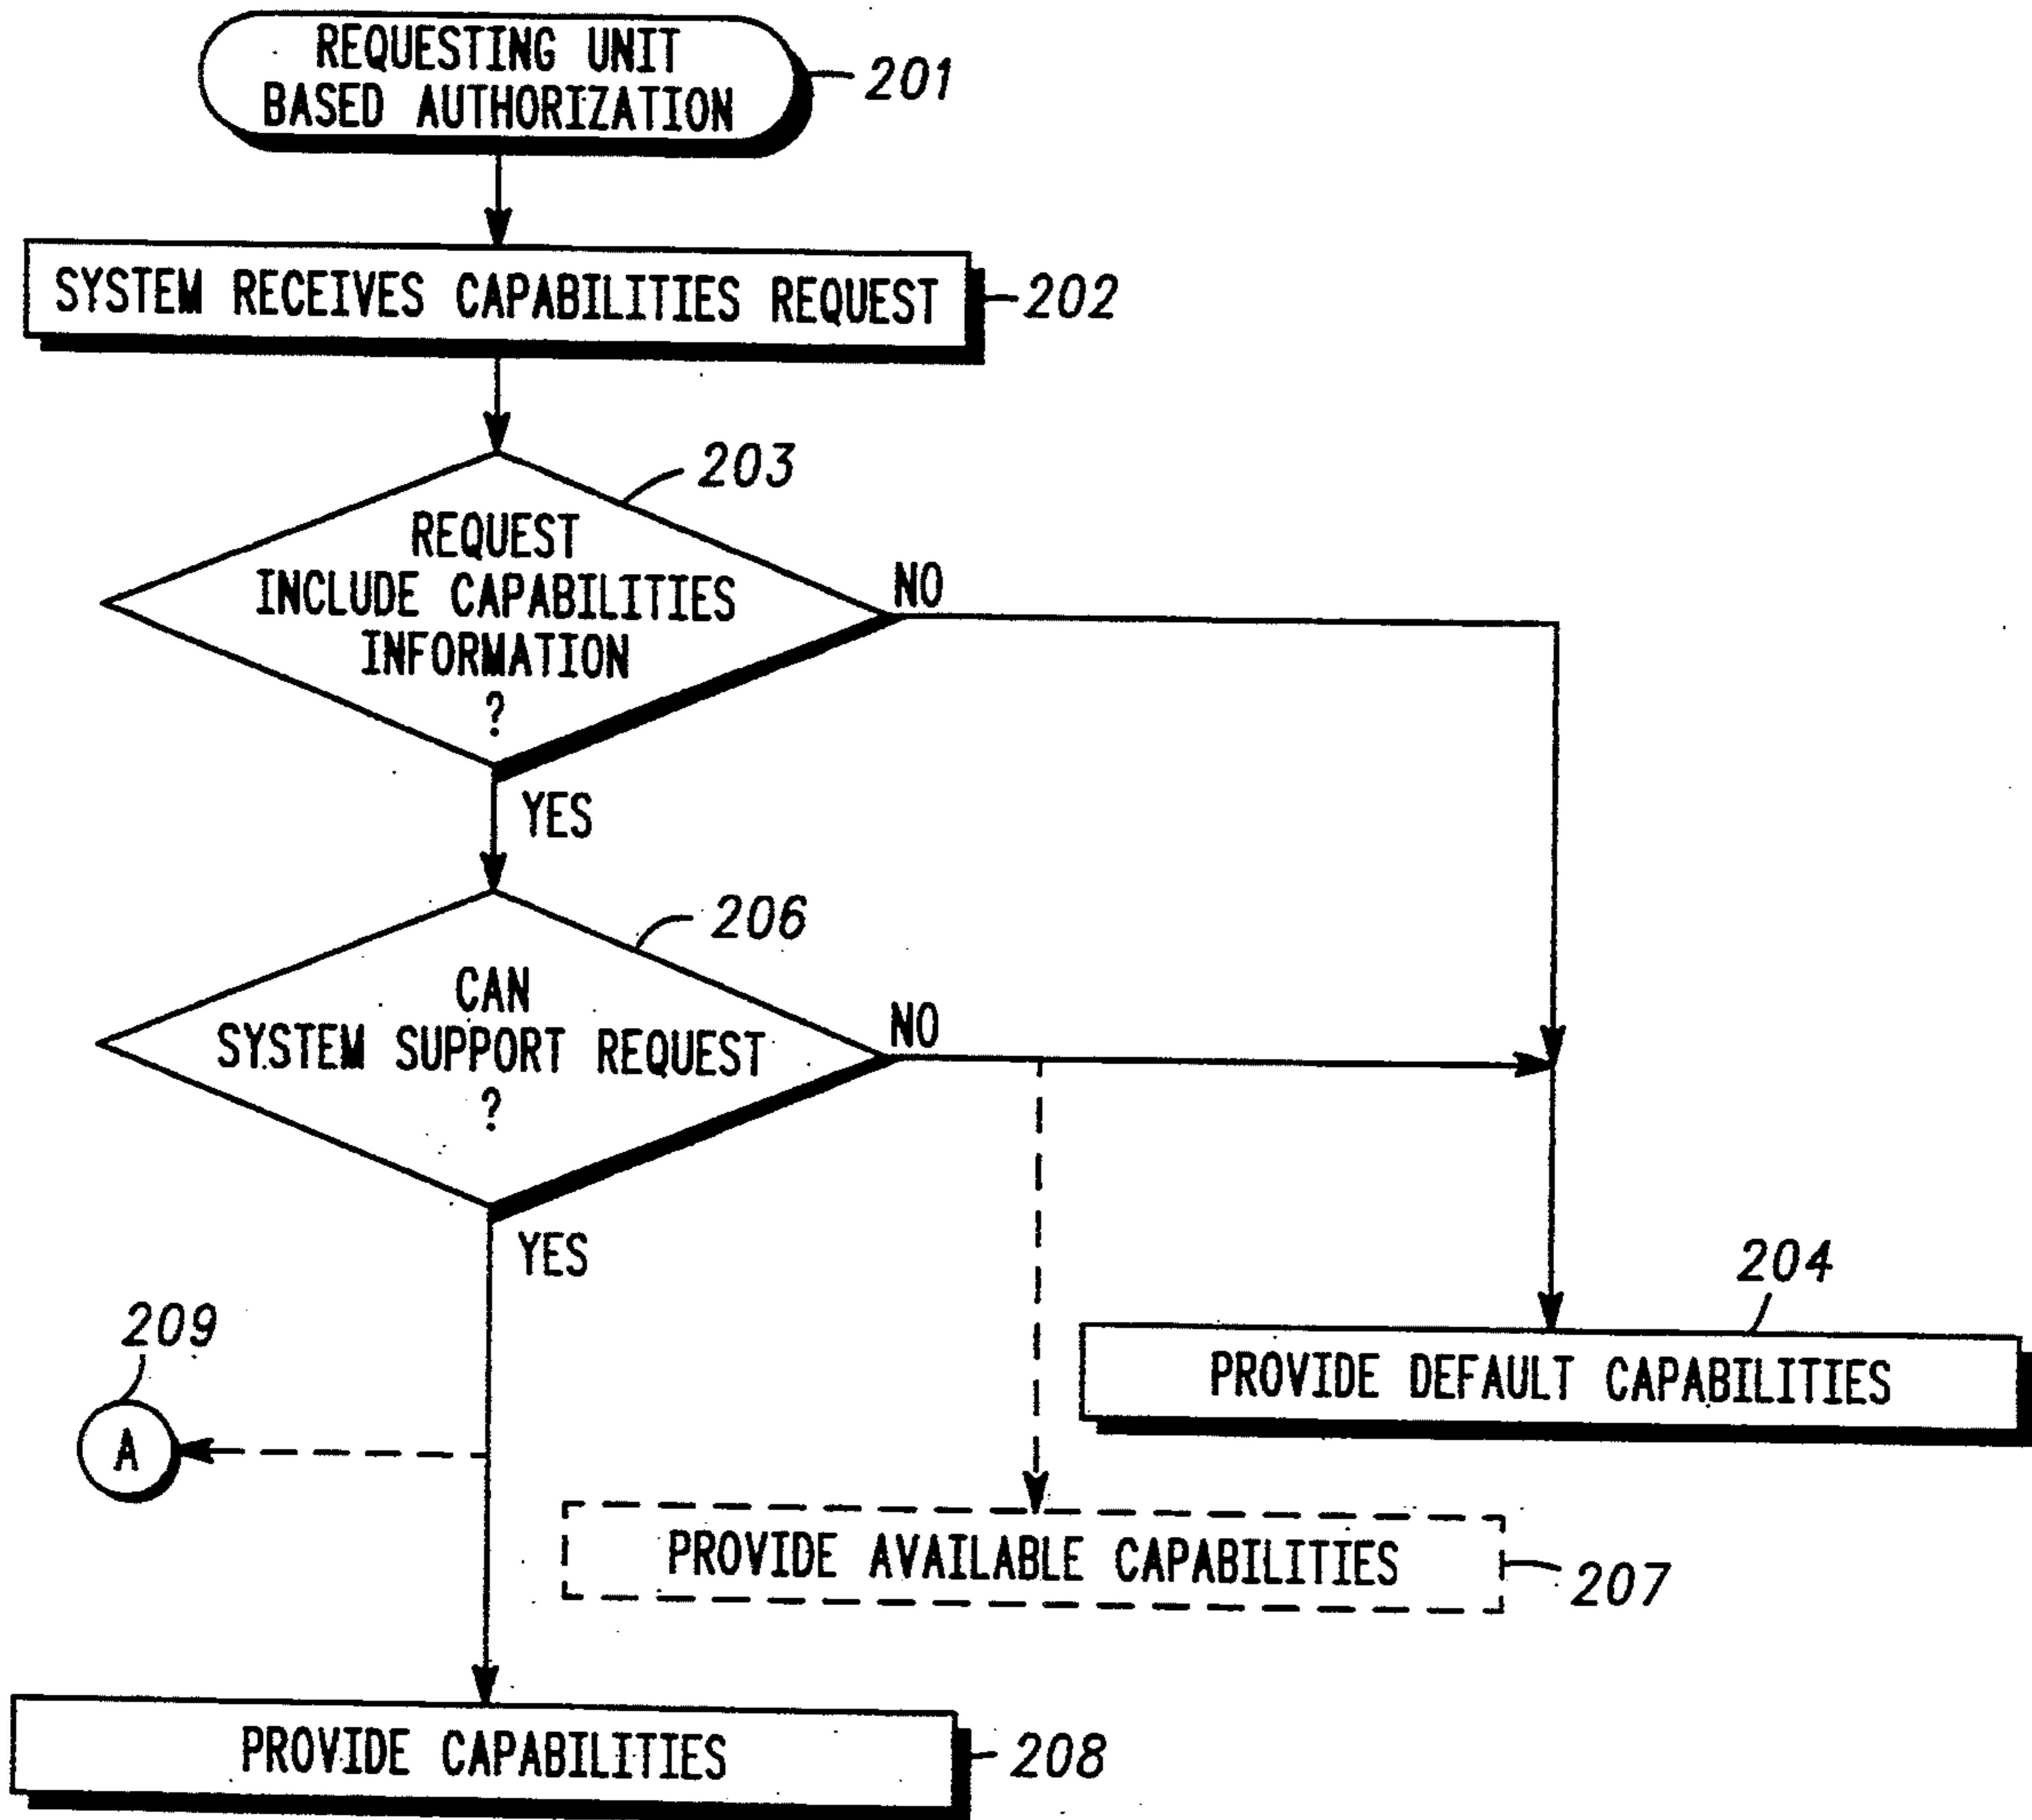 REQUESTING UNIT
BASED AUTHORIZATION
201
SYSTEM RECEIVES CAPABILITIES REQUEST
202
203
REQUEST
INCLUDE CAPABILITIES
INFORMATION
?
NO
YES
206
CAN
SYSTEM SUPPORT REQUEST
?
NO
YES
204
PROVIDE DEFAULT CAPABILITIES
209
A
PROVIDE AVAILABLE CAPABILITIES
207
PROVIDE CAPABILITIES
208